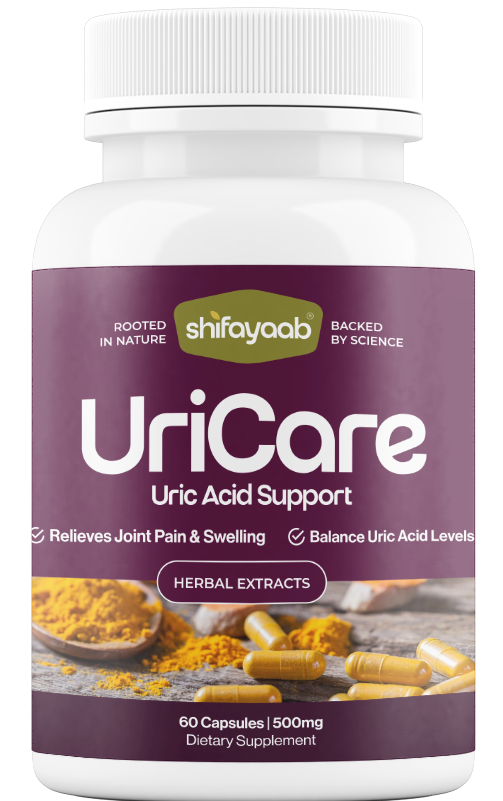 ROOTED
IN NATURE
shifayaab®
BACKED
BY SCIENCE
UriCare
Uric Acid Support
Relieves Joint Pain & Swelling
Balance Uric Acid Levels
HERBAL EXTRACTS
60 Capsules | 500mg
Dietary Supplement